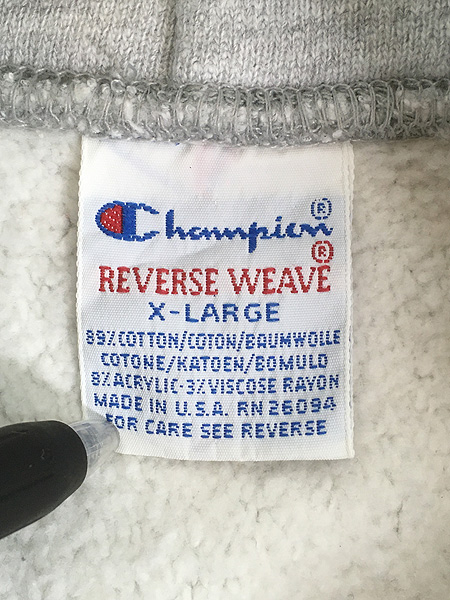 Champion®
®
REVERSE WEAVE
X-LARGE
89% COTTON/COTON/BAUMWOLLE
COTONE/KATOEN/BOMULD
8% ACRYLIC-3% VISCOSE RAYON
MADE IN U.S.A. RN 26094
FOR CARE SEE REVERSE